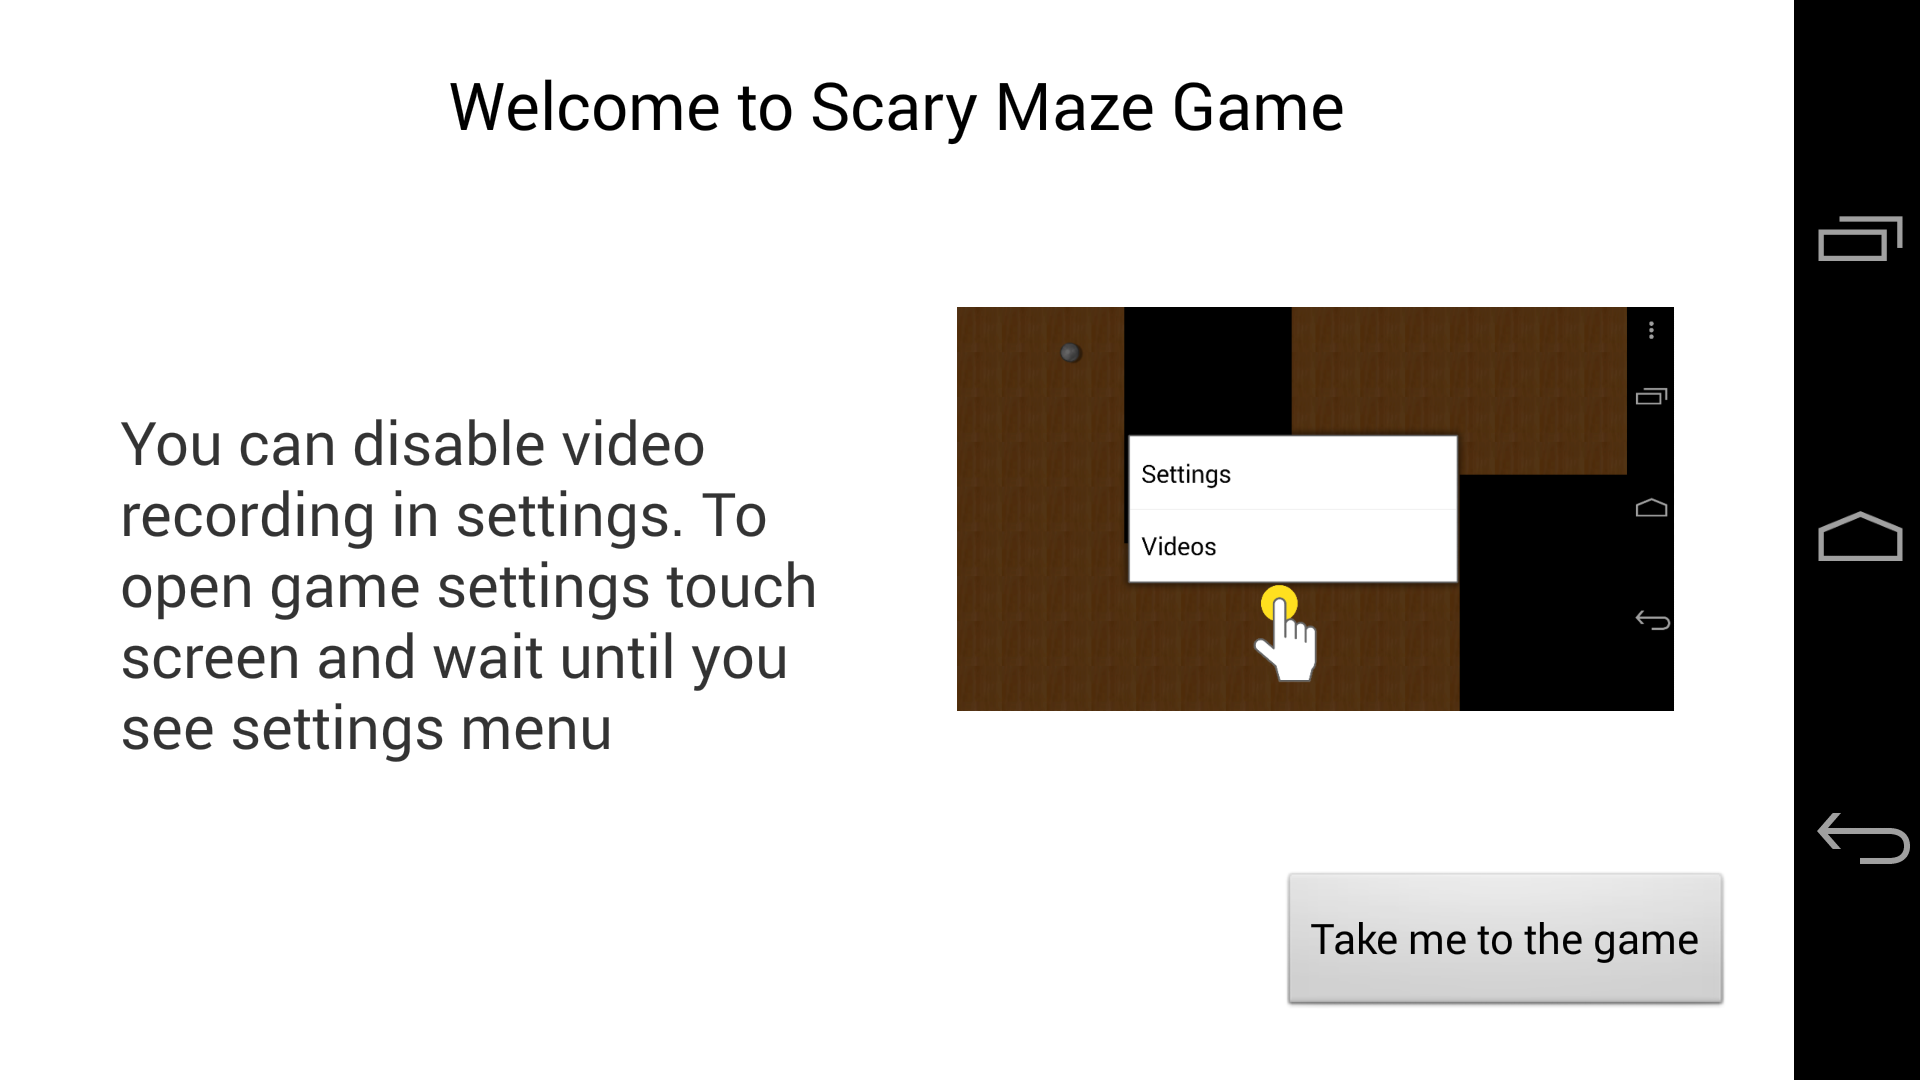 Welcome to Scary Maze Game
You can disable video
recording in settings. To
open game settings touch
screen and wait until you
see settings menu
Settings
Videos
Take me to the game